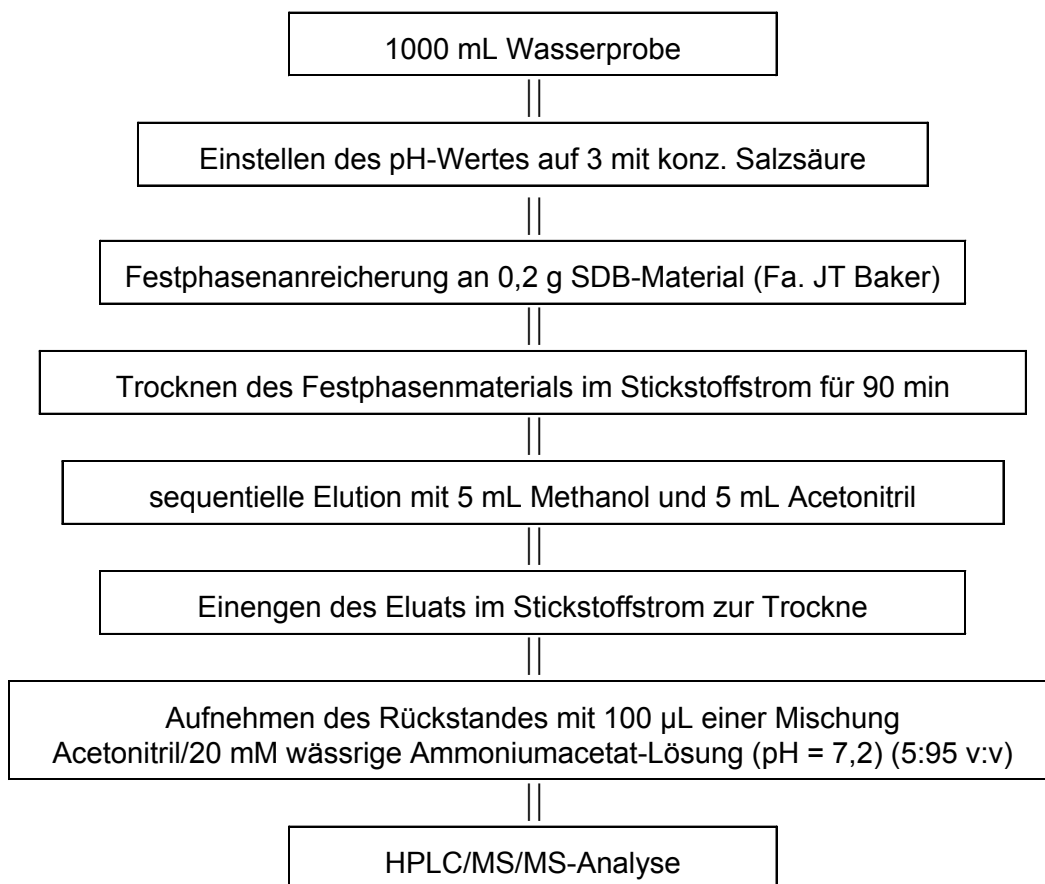 1000 mL Wasserprobe
Einstellen des pH-Wertes auf 3 mit konz. Salzsäure
Festphasenanreicherung an 0,2 g SDB-Material (Fa. JT Baker)
Trocknen des Festphasenmaterials im Stickstoffstrom für 90 min
sequentielle Elution mit 5 mL Methanol und 5 mL Acetonitril
Einengen des Eluats im Stickstoffstrom zur Trockne
Aufnehmen des Rückstandes mit 100 µL einer Mischung
Acetonitril/20 mM wässrige Ammoniumacetat-Lösung (pH = 7,2) (5:95 v:v)
HPLC/MS/MS-Analyse